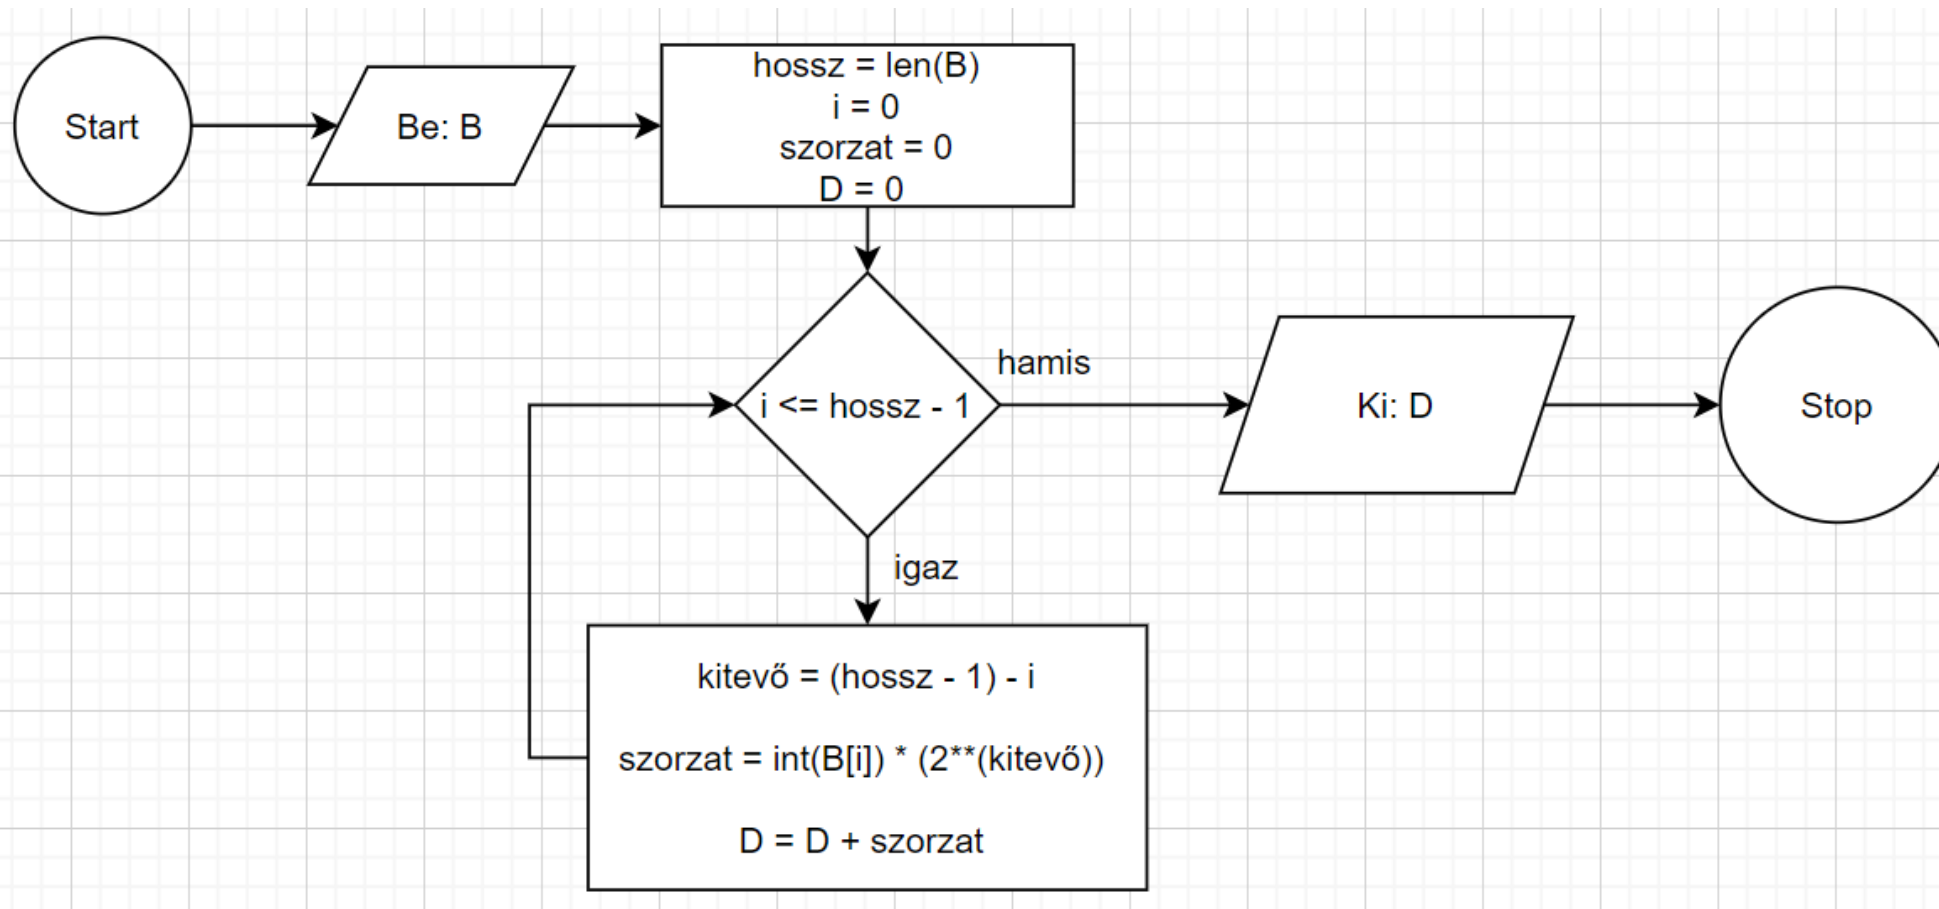 Start
Be: B
hossz = len(B)
i = 0
szorzat = 0
D = 0
i <= hossz - 1
hamis
Ki: D
Stop
igaz
kitevő = (hossz - 1) - i
szorzat = int(B[i]) * (2**(kitevő))
D = D + szorzat